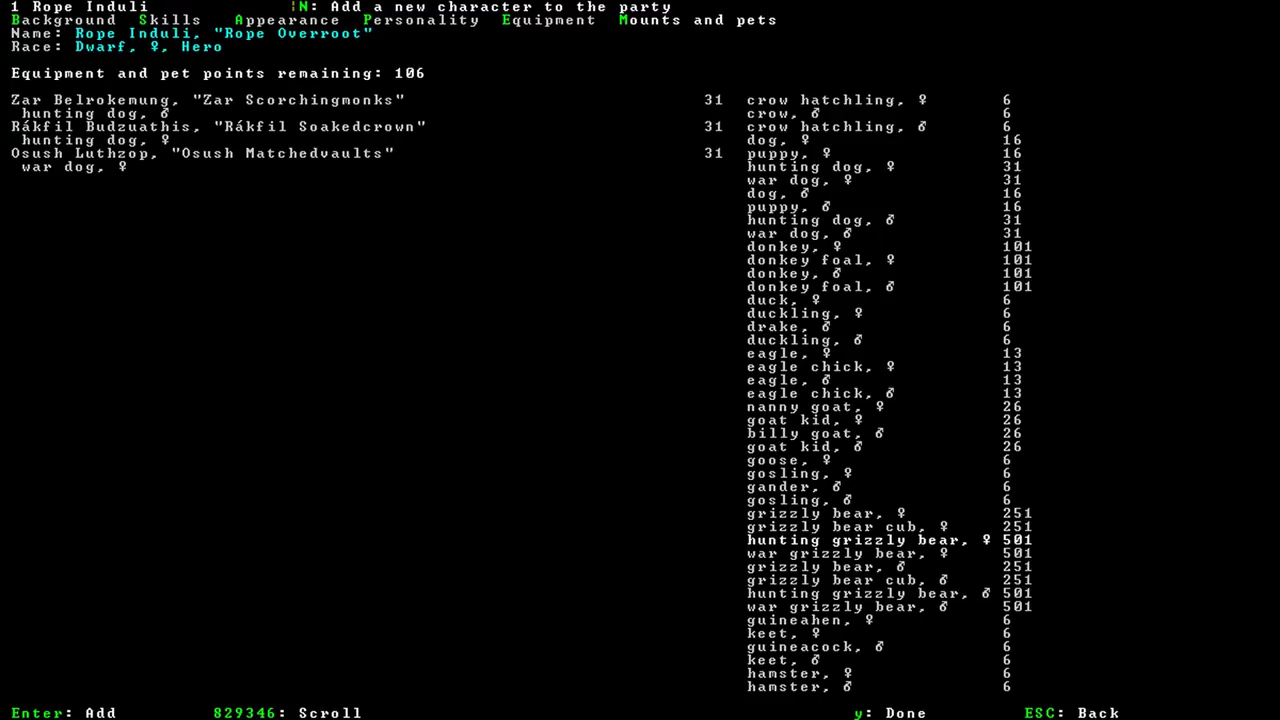 1 Rope Induli N: Add a new character to the party
Background Skills Appearance Personality Equipment Mounts and pets
Name: Rope Induli, "Rope Overroot"
Race: Dwarf, ♀, Hero
Equipment and pet points remaining: 106
Zar Belrokemung, "Zar Scorchingmonks" 31 crow hatchling, ♀ 6
hunting dog, ♂ crow, ♂ 6
Rákfil Budzuathis, "Rákfil Soakedcrown" 31 crow hatchling, ♂ 6
hunting dog, ♀ dog, ♀ 16
Osush Luthzop, "Osush Matchedvaults" 31 puppy, ♀ 16
war dog, ♀ hunting dog, ♀ 31
war dog, ♀ 31
dog, ♂ 16
puppy, ♂ 16
hunting dog, ♂ 31
war dog, ♂ 31
donkey, ♀ 101
donkey foal, ♀ 101
donkey, ♂ 101
donkey foal, ♂ 101
duck, ♀ 6
duckling, ♀ 6
drake, ♂ 6
duckling, ♂ 6
eagle, ♀ 13
eagle chick, ♀ 13
eagle, ♂ 13
eagle chick, ♂ 13
nanny goat, ♀ 26
goat kid, ♀ 26
billy goat, ♂ 26
goat kid, ♂ 26
goose, ♀ 6
gosling, ♀ 6
gander, ♂ 6
gosling, ♂ 6
grizzly bear, ♀ 251
grizzly bear cub, ♀ 251
hunting grizzly bear, ♀ 501
war grizzly bear, ♀ 501
grizzly bear, ♂ 251
grizzly bear cub, ♂ 251
hunting grizzly bear, ♂ 501
war grizzly bear, ♂ 501
guineahen, ♀ 6
keet, ♀ 6
guineacock, ♂ 6
keet, ♂ 6
hamster, ♀ 6
hamster, ♂ 6
Enter: Add 829346: Scroll y: Done ESC: Back